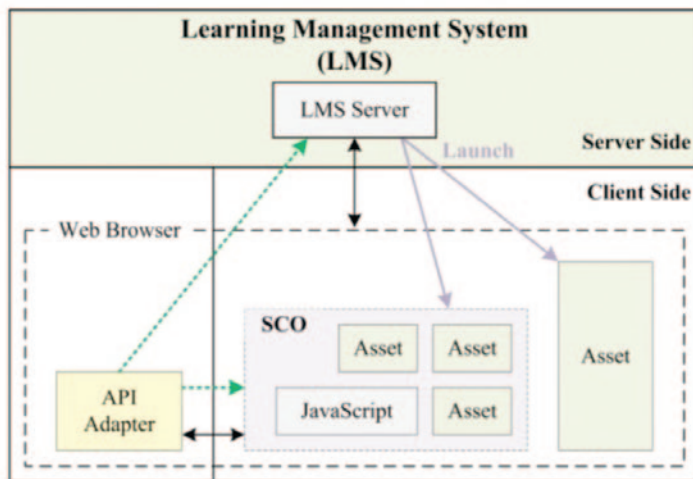 Learning Management System
(LMS)
LMS Server
Launch
Server Side
Client Side
Web Browser
SCO
Asset
Asset
Asset
API
Adapter
JavaScript
Asset